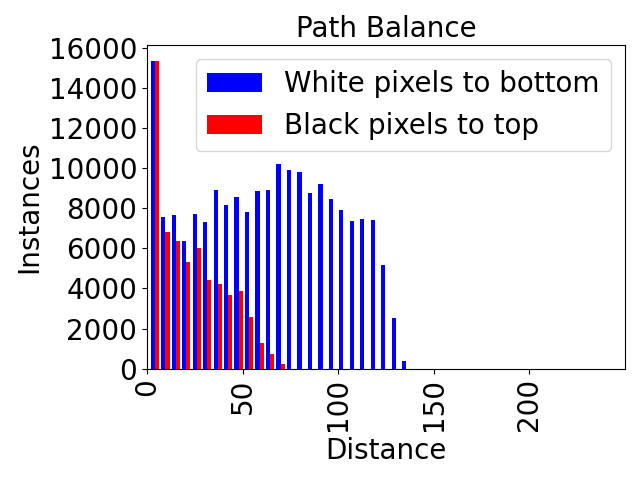 Path Balance
16000
14000
12000
10000
8000
6000
4000
2000
0
Instances
White pixels to bottom
Black pixels to top
0
50
100
150
200
Distance